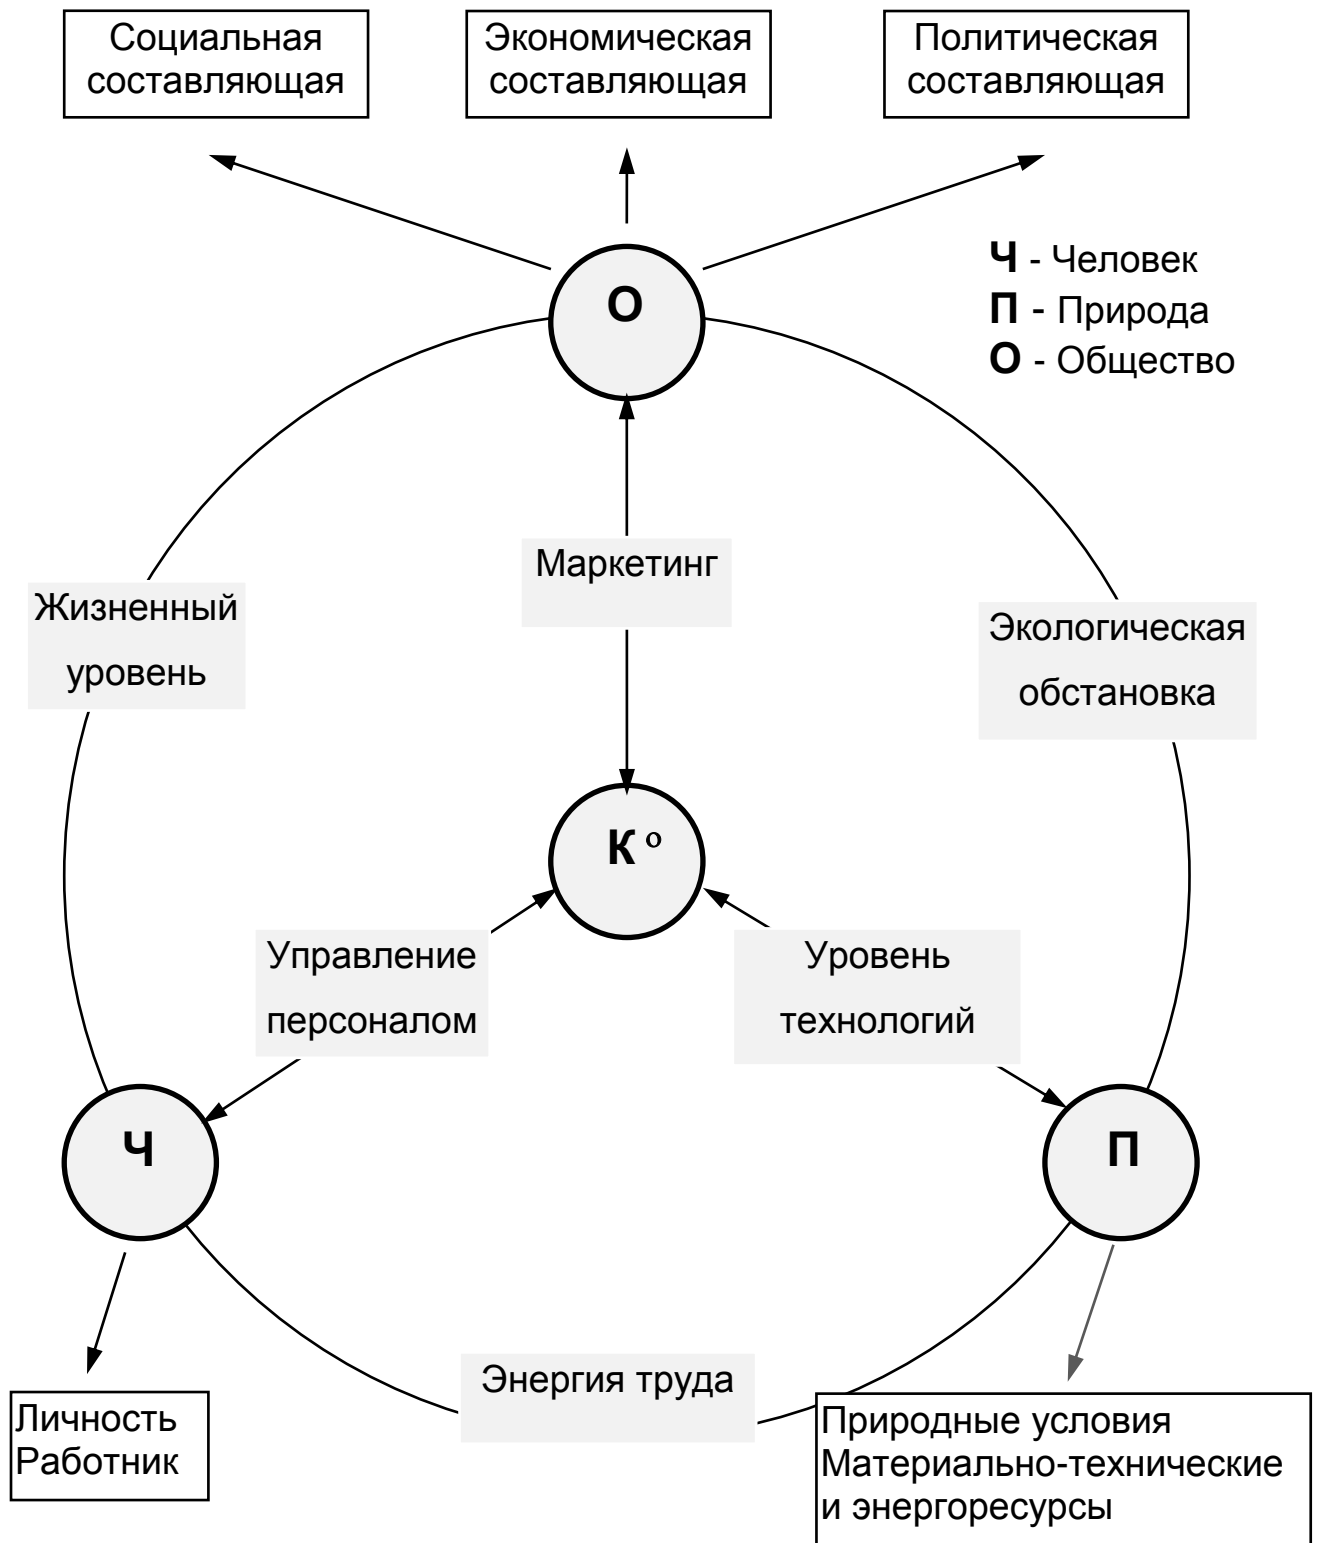 Социальная
составляющая
Экономическая
составляющая
Политическая
составляющая
О
Ч - Человек
П - Природа
О - Общество
Маркетинг
Жизненный
уровень
Экологическая
обстановка
К о
Управление
персоналом
Уровень
технологий
Ч
П
Энергия труда
Личность
Работник
Природные условия
Материально-технические
и энергоресурсы